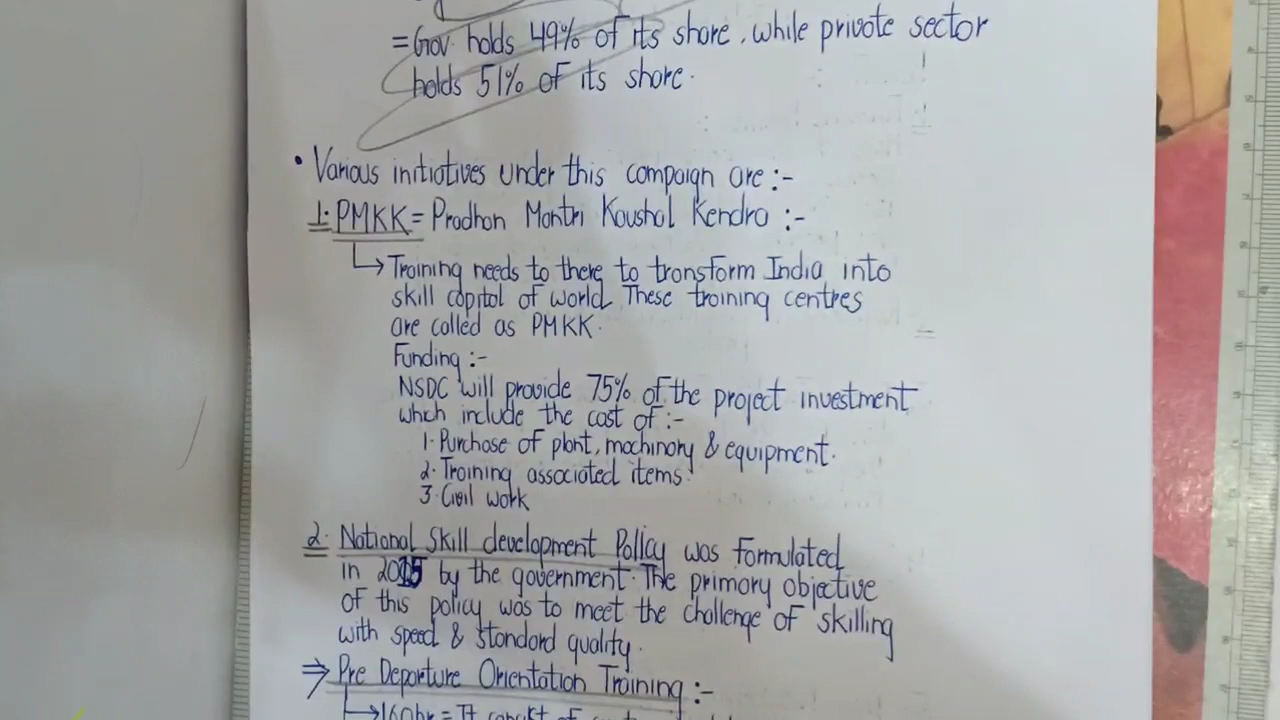 =Gov. holds 49% of its share, while private sector
holds 51% of its share.
• Various initiatives under this campaign are :-
1. PMKK = Pradhan Mantri Kaushal Kendra :-
↳ Training needs to there to transform India into
skill capital of world. These training centres
are called as PMKK.
Funding :-
NSDC will provide 75% of the project investment
which include the cost of :-
1. Purchase of plant, machinary & equipment.
2. Training associated items.
3. Civil work
2. National Skill development Policy was formulated
in 2015 by the government. The primary objective
of this policy was to meet the challenge of skilling
with speed & standard quality.
⇒ Pre Departure Orientation Training :-
↳ 160hr = It consist of